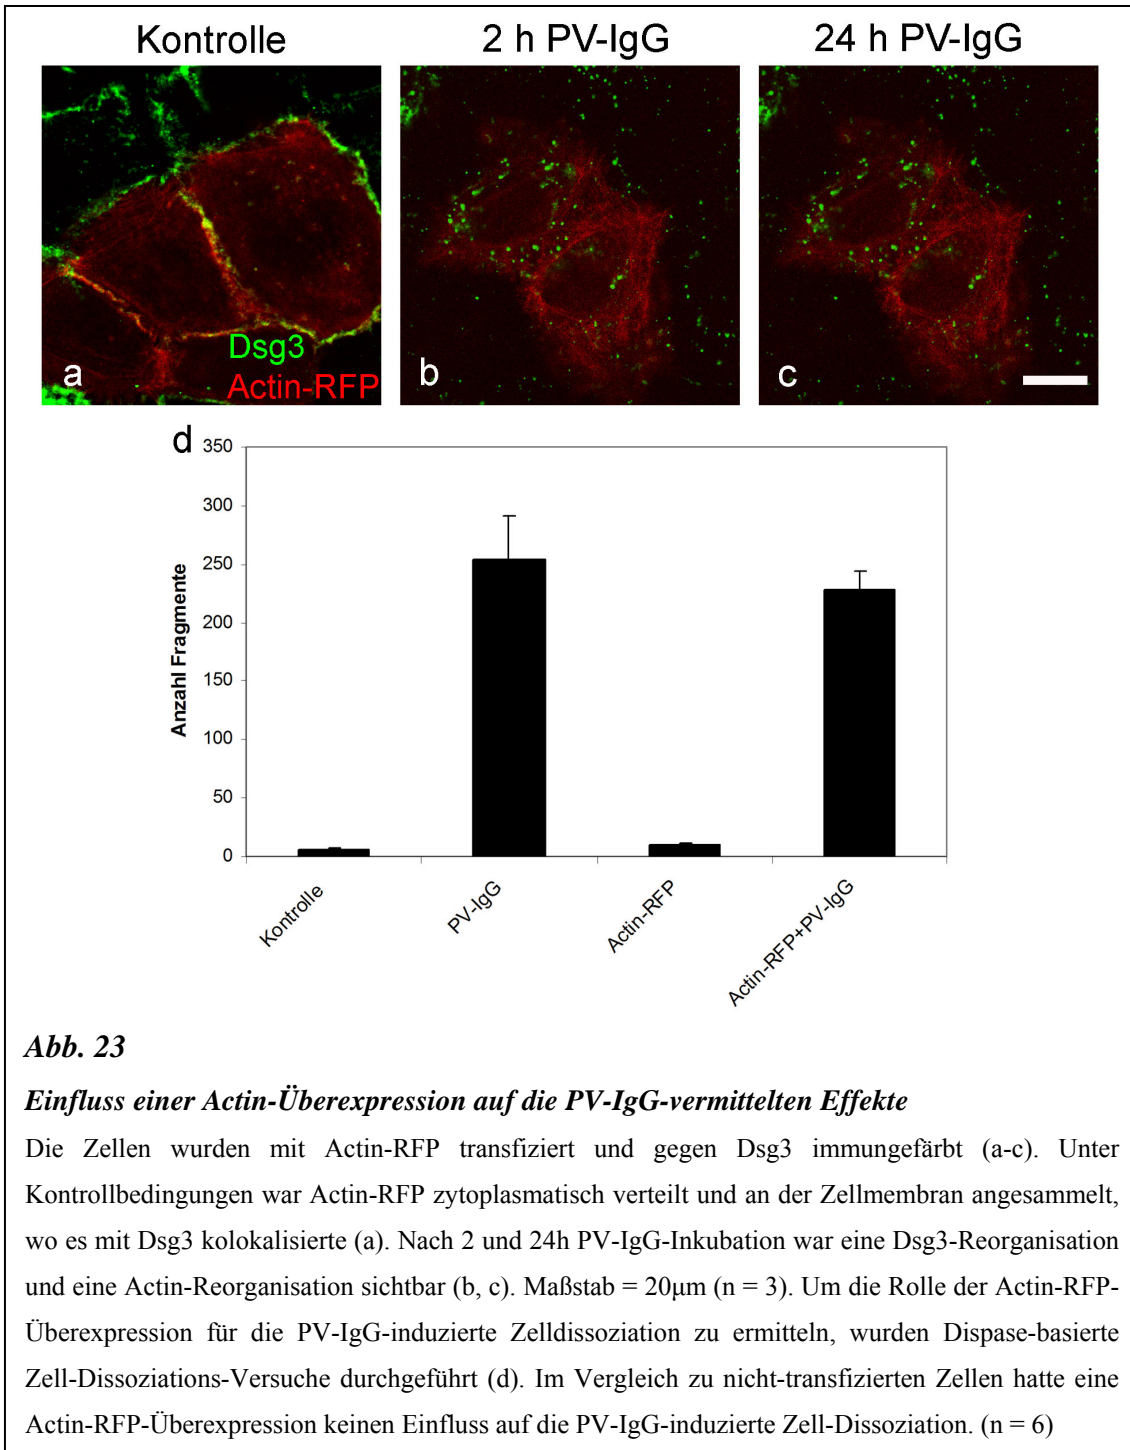 Kontrolle 2 h PV-IgG 24 h PV-IgG
Dsg3
Actin-RFP
a b c
d
350
300
250
200
150
100
50
0
Anzahl Fragmente
Kontrolle
PV-IgG
Actin-RFP
Actin-RFP+PV-IgG
Abb. 23
Einfluss einer Actin-Überexpression auf die PV-IgG-vermittelten Effekte
Die Zellen wurden mit Actin-RFP transfiziert und gegen Dsg3 immungefärbt (a-c). Unter
Kontrollbedingungen war Actin-RFP zytoplasmatisch verteilt und an der Zellmembran angesammelt,
wo es mit Dsg3 kolokalisierte (a). Nach 2 und 24h PV-IgG-Inkubation war eine Dsg3-Reorganisation
und eine Actin-Reorganisation sichtbar (b, c). Maßstab = 20µm (n = 3). Um die Rolle der Actin-RFP-
Überexpression für die PV-IgG-induzierte Zelldissoziation zu ermitteln, wurden Dispase-basierte
Zell-Dissoziations-Versuche durchgeführt (d). Im Vergleich zu nicht-transfizierten Zellen hatte eine
Actin-RFP-Überexpression keinen Einfluss auf die PV-IgG-induzierte Zell-Dissoziation. (n = 6)